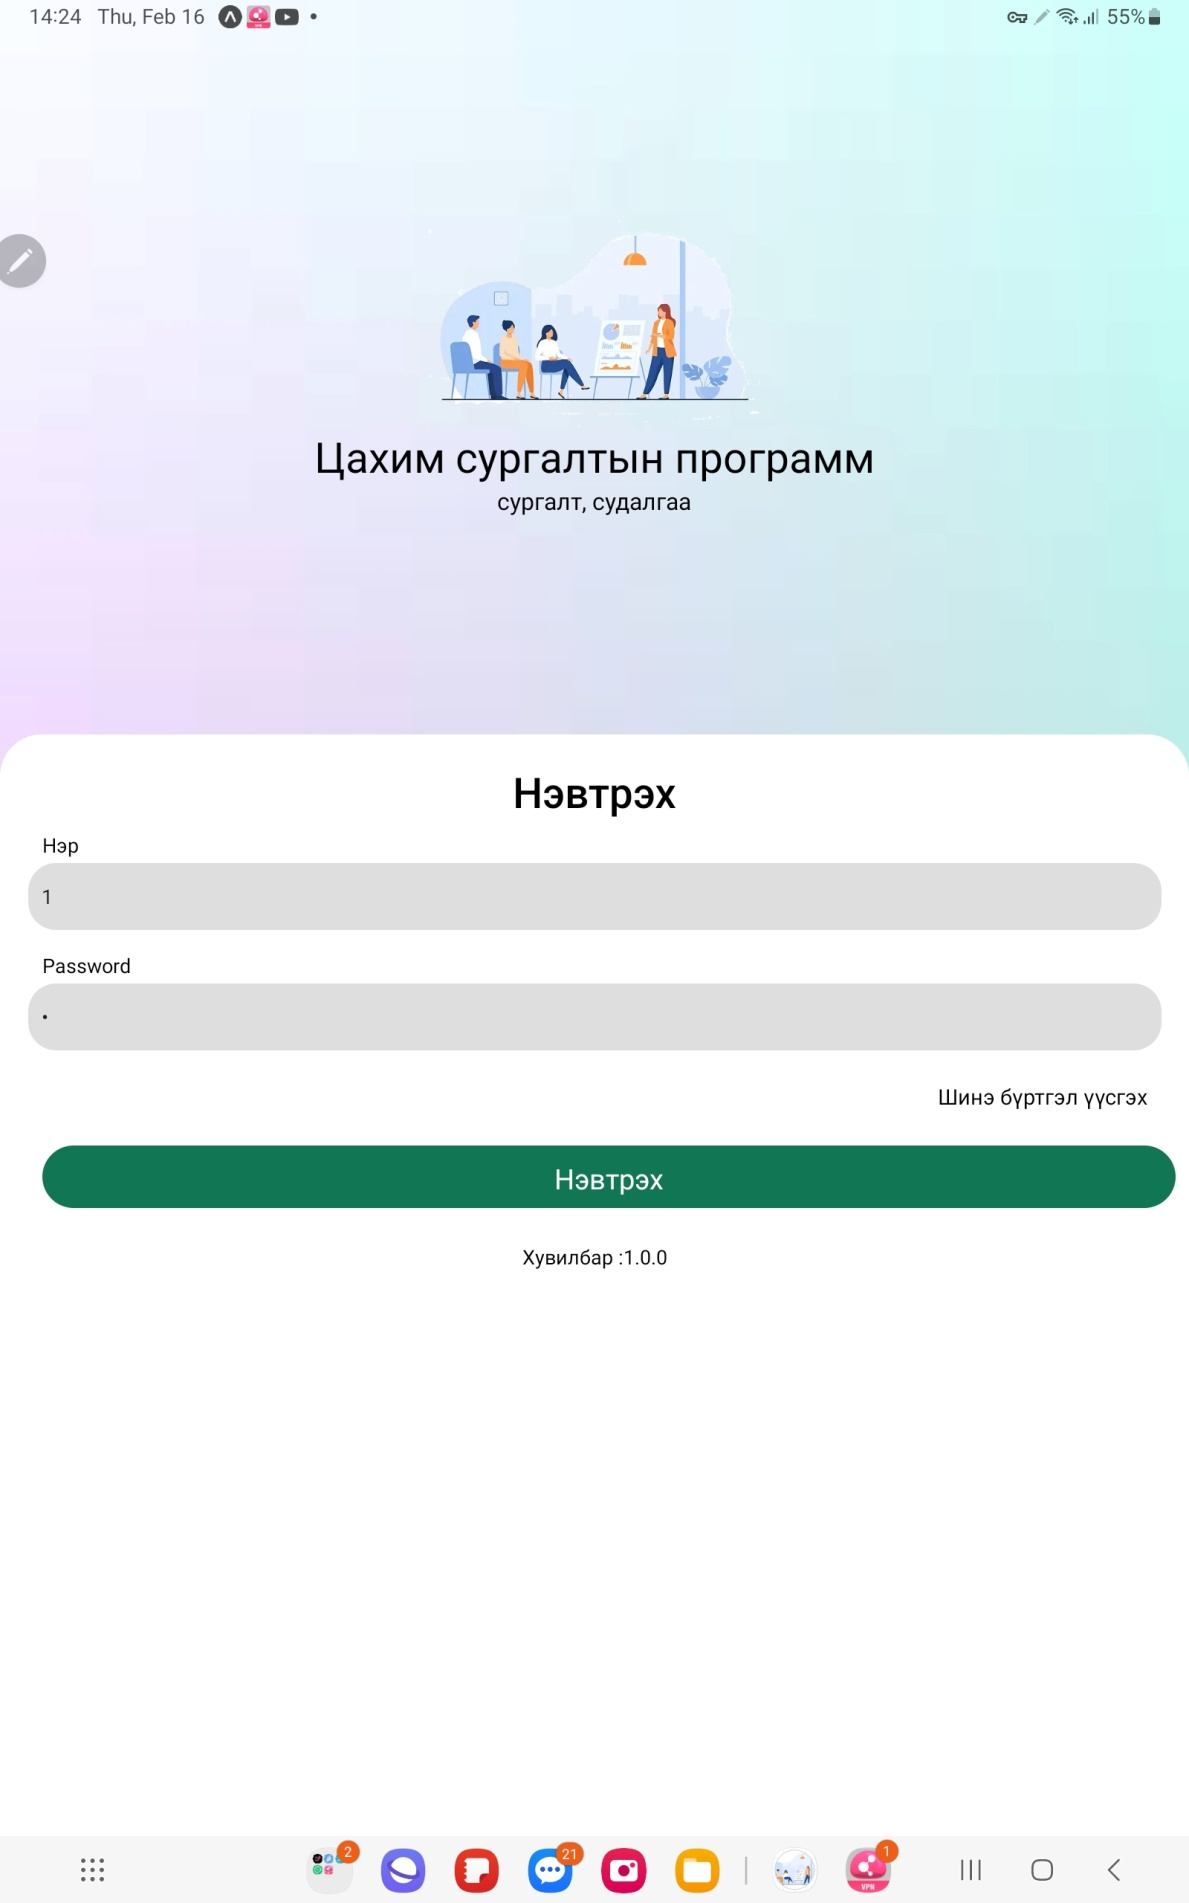 14:24 Thu, Feb 16
55%
Цахим сургалтын программ
сургалт, судалгаа
Нэвтрэх
Нэр
1
Password
Шинэ бүртгэл үүсгэх
Нэвтрэх
Хувилбар :1.0.0
2
21
1
VPN